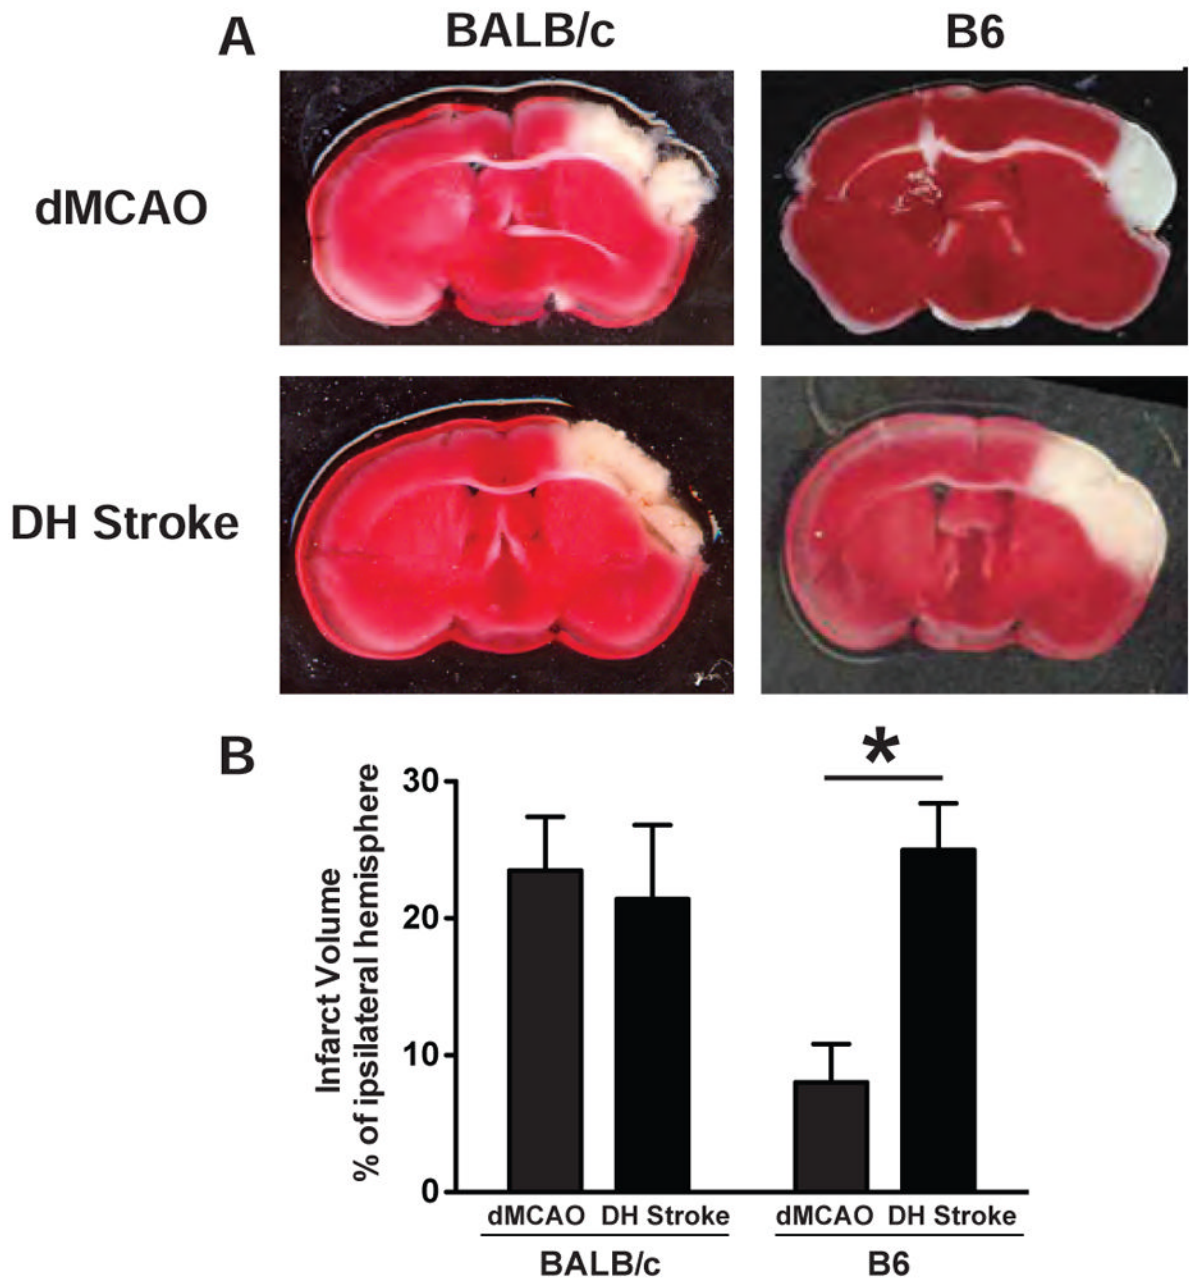 A
BALB/c
B6
dMCAO
DH Stroke
B
*
Infarct Volume
% of ipsilateral hemisphere
30
20
10
0
dMCAO DH Stroke
dMCAO DH Stroke
BALB/c
B6